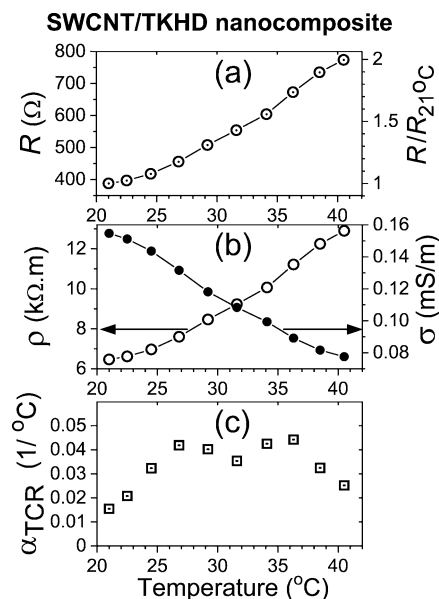 SWCNT/TKHD nanocomposite
(a)
R (Ω)
800
700
600
500
400
R/R21oC
2
1.5
1
20 25 30 35 40
(b)
ρ (kΩ.m)
12
10
8
6
σ (mS/m)
0.16
0.14
0.12
0.10
0.08
20 25 30 35 40
(c)
αTCR (1/ oC)
0.05
0.04
0.03
0.02
0.01
0
20 25 30 35 40
Temperature (oC)